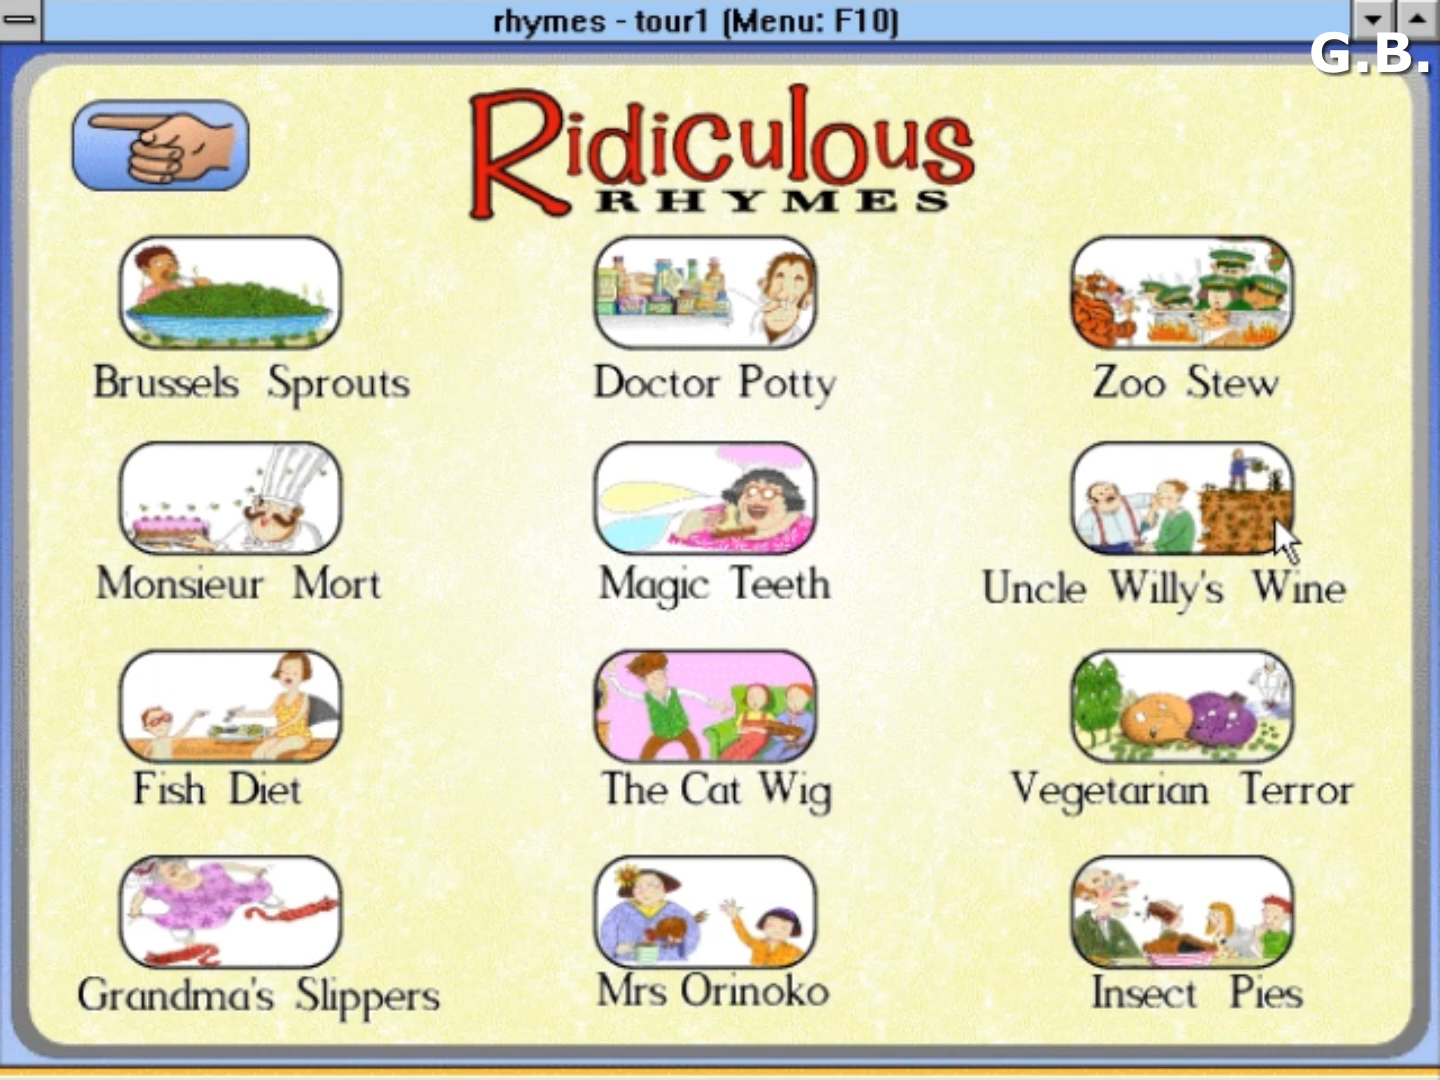 rhymes - tour1 (Menu: F10)
G.B.
Ridiculous
RHYMES
Brussels Sprouts
Doctor Potty
Zoo Stew
Monsieur Mort
Magic Teeth
Uncle Willy's Wine
Fish Diet
The Cat Wig
Vegetarian Terror
Grandma's Slippers
Mrs Orinoko
Insect Pies